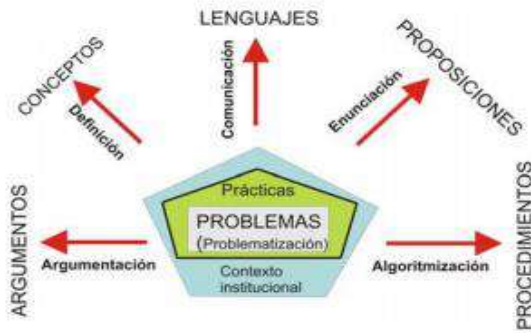 LENGUAJES
CONCEPTOS
PROPOSICIONES
Definición
Comunicación
Enunciación
Prácticas
PROBLEMAS
(Problematización)
Contexto
institucional
ARGUMENTOS
Argumentación
Algoritmización
PROCEDIMIENTOS